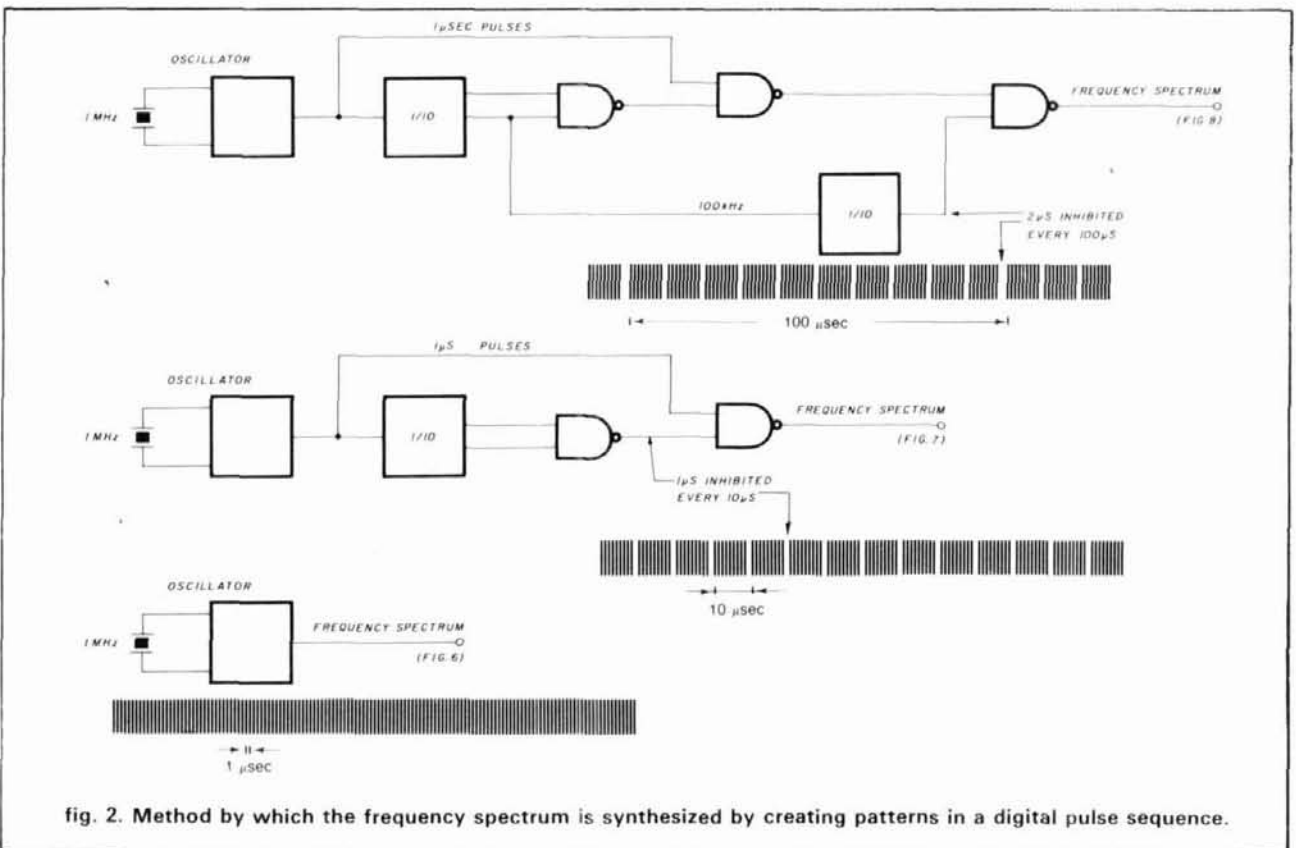 1µSEC PULSES
OSCILLATOR
1 MHz
1/10
FREQUENCY SPECTRUM
(FIG. 8)
100kHz
1/10
2µS INHIBITED
EVERY 100µS
100 µsec
1µS PULSES
OSCILLATOR
1 MHz
1/10
FREQUENCY SPECTRUM
(FIG. 7)
1µS INHIBITED
EVERY 10µS
10 µsec
OSCILLATOR
1 MHz
FREQUENCY SPECTRUM
(FIG. 6)
1 µsec
fig. 2. Method by which the frequency spectrum is synthesized by creating patterns in a digital pulse sequence.